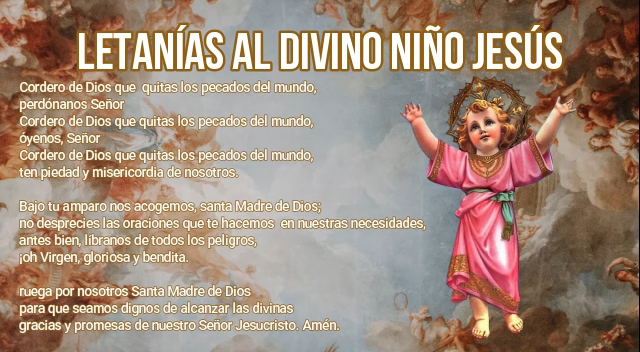 LETANÍAS AL DIVINO NIÑO JESÚS
Cordero de Dios que  quitas los pecados del mundo,
perdónanos Señor
Cordero de Dios que quitas los pecados del mundo,
óyenos, Señor
Cordero de Dios que quitas los pecados del mundo,
ten piedad y misericordia de nosotros.
Bajo tu amparo nos acogemos, santa Madre de Dios;
no desprecies las oraciones que te hacemos  en nuestras necesidades,
antes bien, líbranos de todos los peligros,
¡oh Virgen, gloriosa y bendita.
ruega por nosotros Santa Madre de Dios
para que seamos dignos de alcanzar las divinas
gracias y promesas de nuestro Señor Jesucristo. Amén.